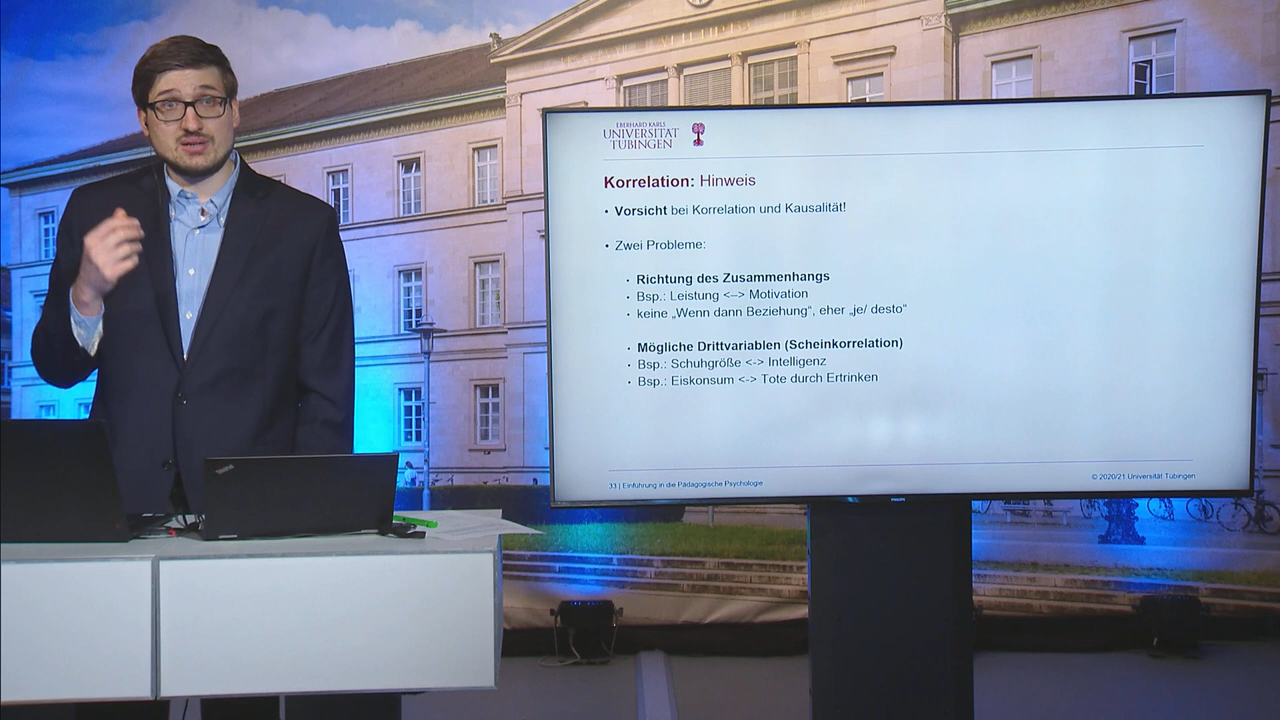 EBERHARD KARLS
UNIVERSITÄT
TÜBINGEN
Korrelation: Hinweis
• Vorsicht bei Korrelation und Kausalität!
• Zwei Probleme:
• Richtung des Zusammenhangs
• Bsp.: Leistung <–> Motivation
• keine „Wenn dann Beziehung“, eher „je/ desto“
• Mögliche Drittvariablen (Scheinkorrelation)
• Bsp.: Schuhgröße <-> Intelligenz
• Bsp.: Eiskonsum <-> Tote durch Ertrinken
33 | Einführung in die Pädagogische Psychologie
© 2020/21 Universität Tübingen
PHILIPS
ThinkPad